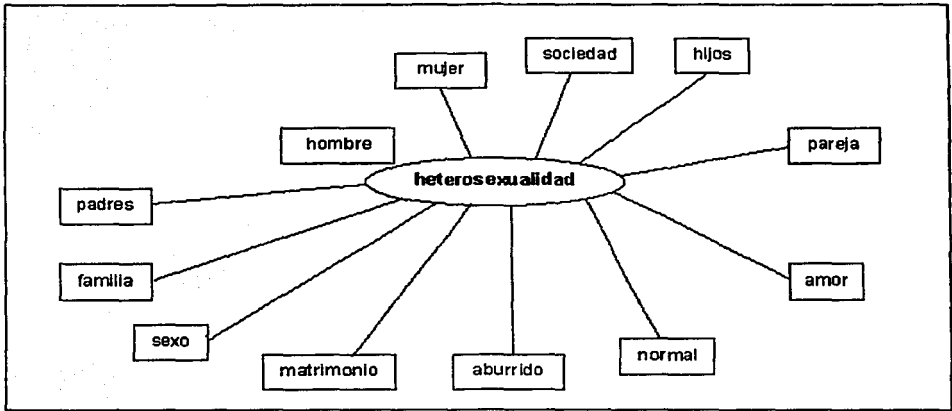 sociedad
hijos
mujer
hombre
pareja
heterosexualidad
padres
familia
amor
sexo
normal
matrimonio
aburrido